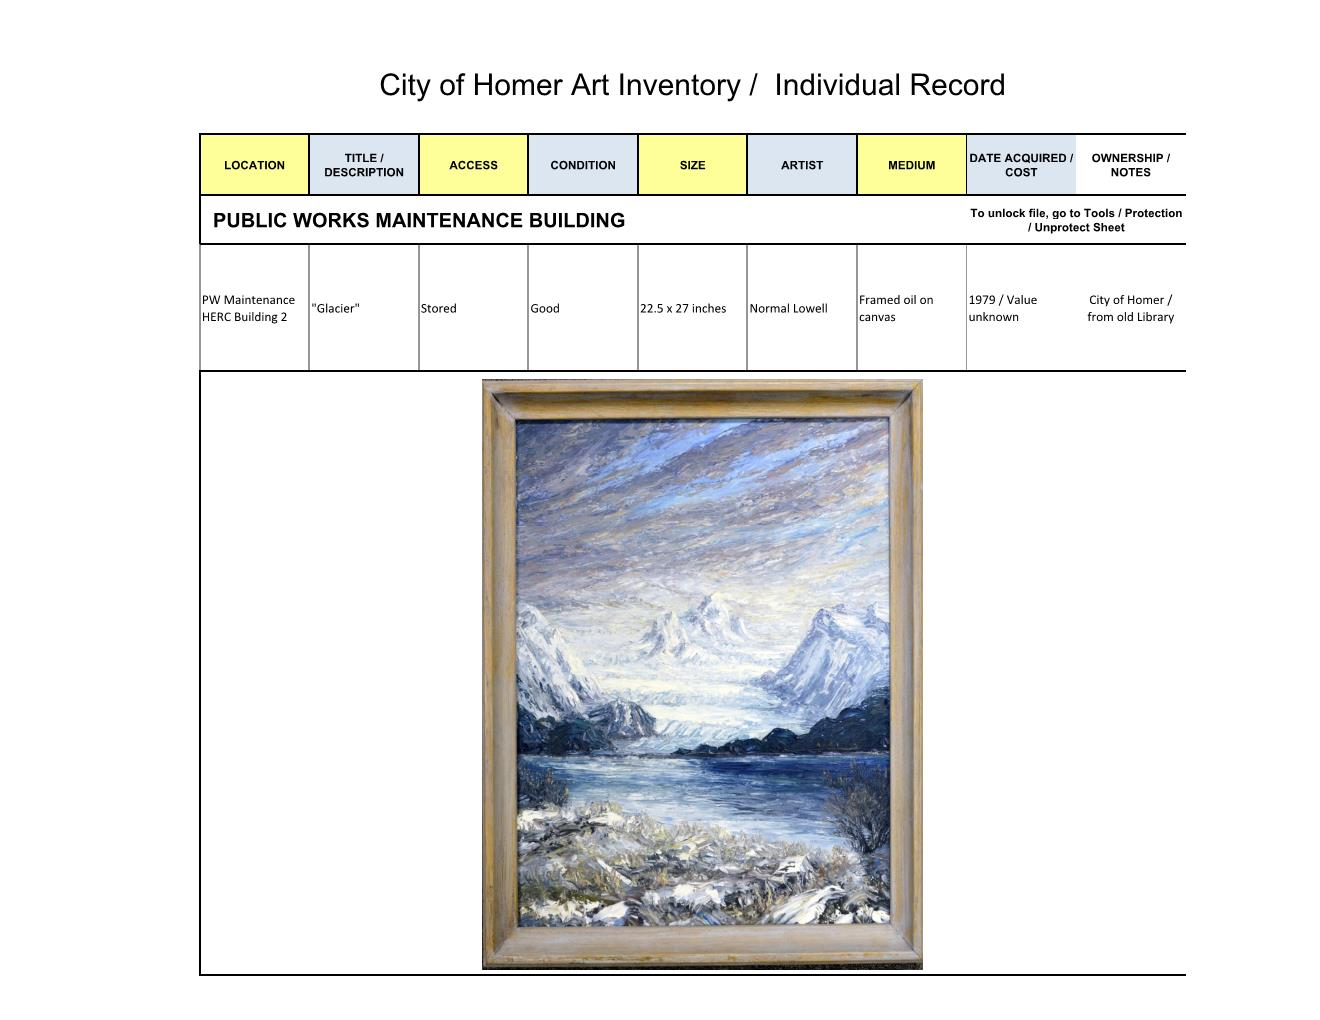 City of Homer Art Inventory /  Individual Record
LOCATION
TITLE /
DESCRIPTION
ACCESS
CONDITION
SIZE
ARTIST
MEDIUM
DATE ACQUIRED /
COST
OWNERSHIP /
NOTES
PUBLIC WORKS MAINTENANCE BUILDING
To unlock file, go to Tools / Protection
/ Unprotect Sheet
PW Maintenance
HERC Building 2
"Glacier"
Stored
Good
22.5 x 27 inches
Normal Lowell
Framed oil on
canvas
1979 / Value
unknown
City of Homer /
from old Library